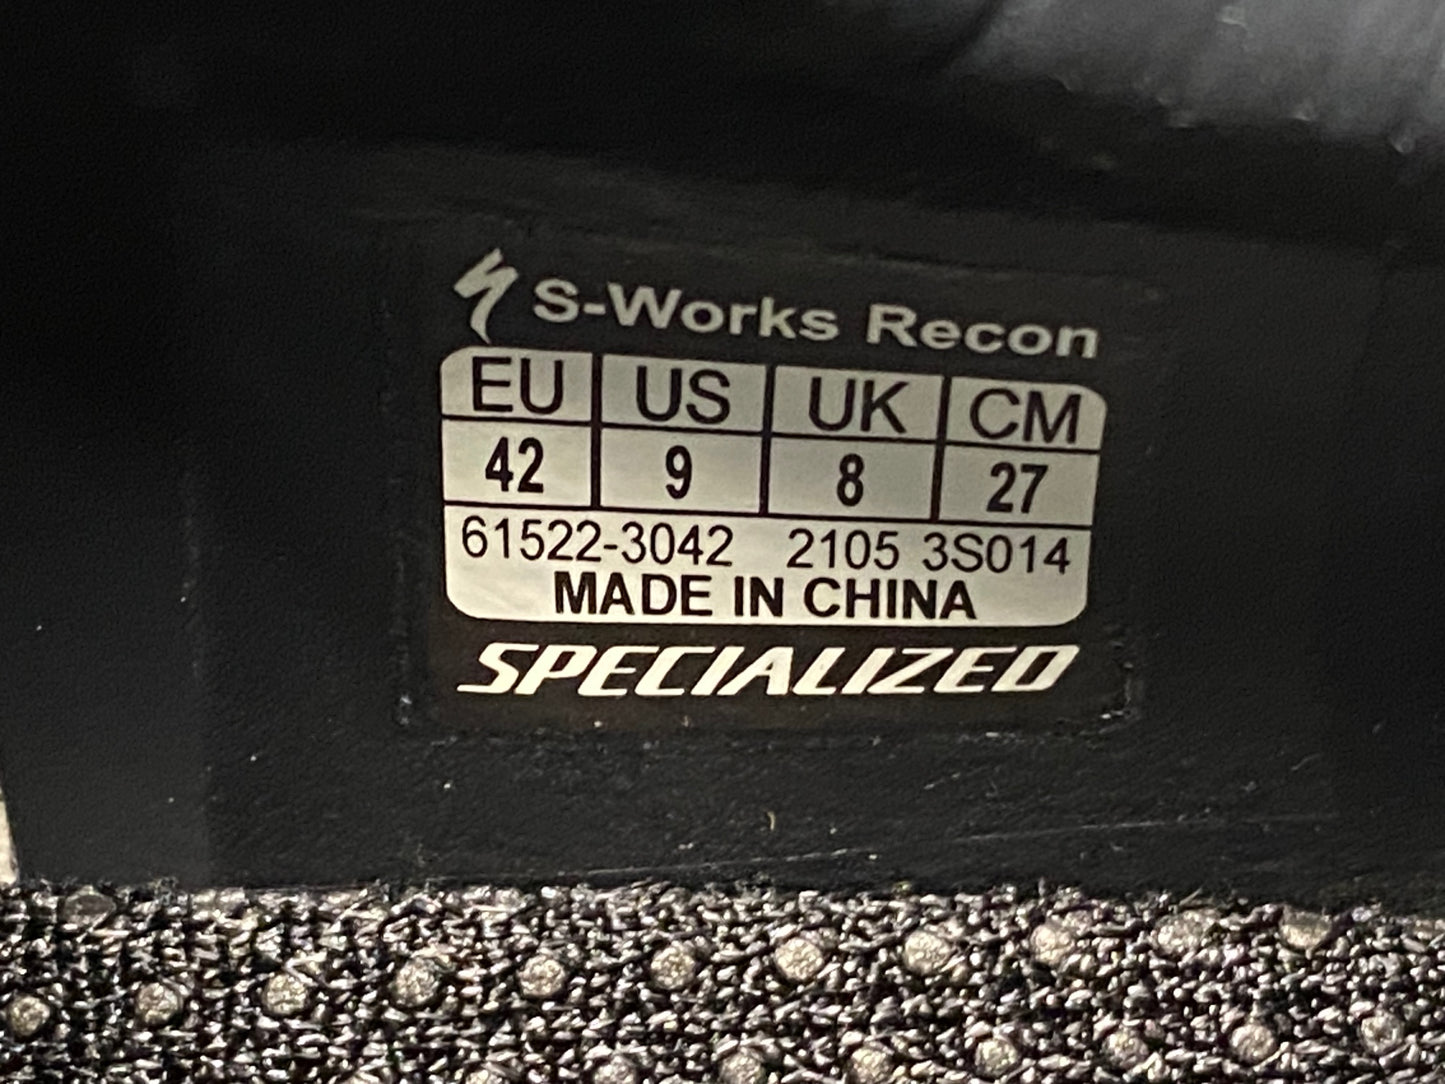 S-Works Recon
EU US UK CM
42 9 8 27
61522-3042 2105 3S014
MADE IN CHINA
SPECIALIZED